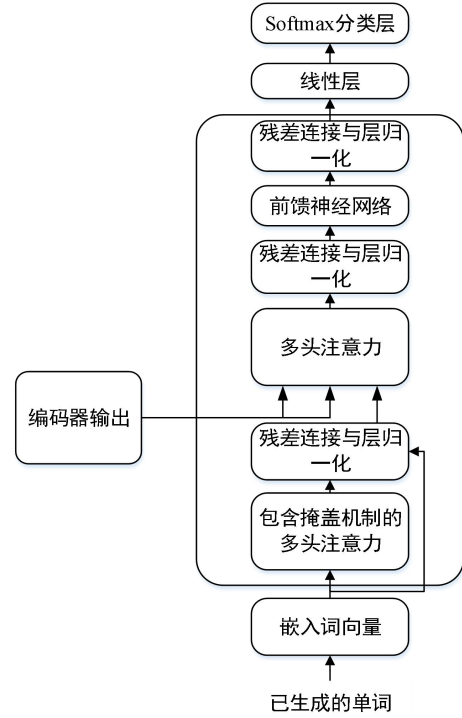 Softmax分类层
线性层
残差连接与层归
一化
前馈神经网络
残差连接与层归
一化
多头注意力
编码器输出
残差连接与层归
一化
包含掩盖机制的
多头注意力
嵌入词向量
已生成的单词